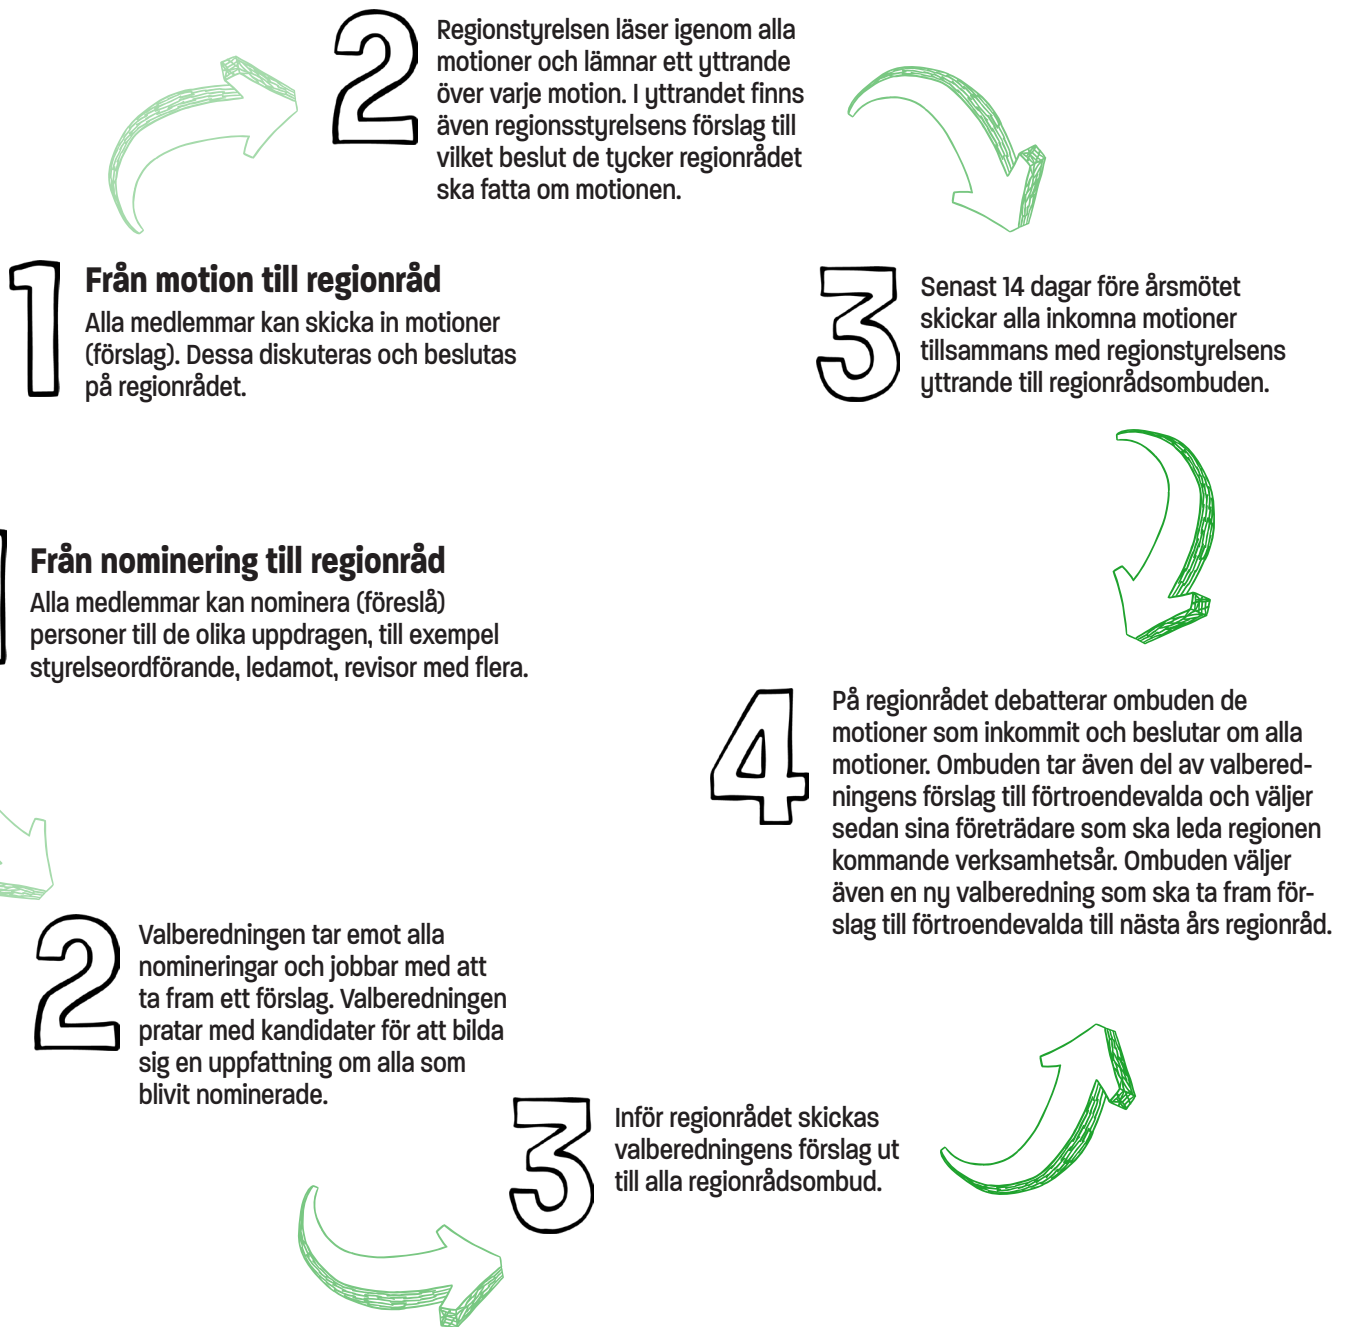 1
Från motion till regionråd
Alla medlemmar kan skicka in motioner
(förslag). Dessa diskuteras och beslutas
på regionrådet.
2
Regionstyrelsen läser igenom alla
motioner och lämnar ett yttrande
över varje motion. I yttrandet finns
även regionsstyrelsens förslag till
vilket beslut de tycker regionrådet
ska fatta om motionen.
3
Senast 14 dagar före årsmötet
skickar alla inkomna motioner
tillsammans med regionstyrelsens
yttrande till regionrådsombuden.
Från nominering till regionråd
Alla medlemmar kan nominera (föreslå)
personer till de olika uppdragen, till exempel
styrelseordförande, ledamot, revisor med flera.
2
Valberedningen tar emot alla
nomineringar och jobbar med att
ta fram ett förslag. Valberedningen
pratar med kandidater för att bilda
sig en uppfattning om alla som
blivit nominerade.
3
Inför regionrådet skickas
valberedningens förslag ut
till alla regionrådsombud.
4
På regionrådet debatterar ombuden de
motioner som inkommit och beslutar om alla
motioner. Ombuden tar även del av valbered-
ningens förslag till förtroendevalda och väljer
sedan sina företrädare som ska leda regionen
kommande verksamhetsår. Ombuden väljer
även en ny valberedning som ska ta fram för-
slag till förtroendevalda till nästa års regionråd.